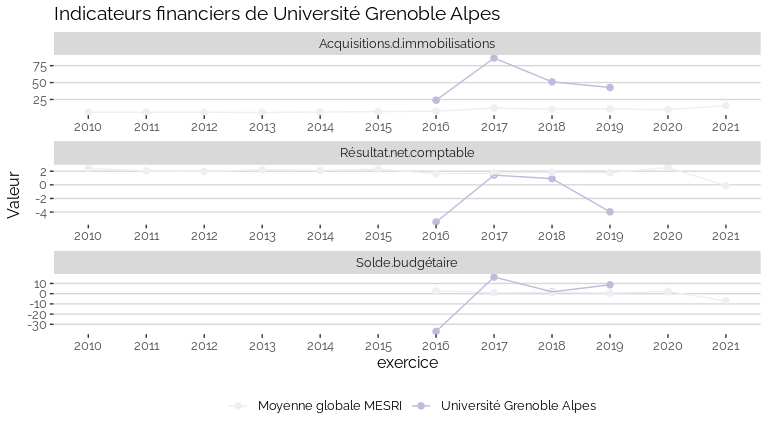 Indicateurs financiers de Université Grenoble Alpes
Acquisitions.d.immobilisations
75
50
25
2010 2011 2012 2013 2014 2015 2016 2017 2018 2019 2020 2021
Résultat.net.comptable
2
0
-2
-4
2010 2011 2012 2013 2014 2015 2016 2017 2018 2019 2020 2021
Solde.budgétaire
10
0
-10
-20
-30
2010 2011 2012 2013 2014 2015 2016 2017 2018 2019 2020 2021
Valeur
exercice
Moyenne globale MESRI Université Grenoble Alpes